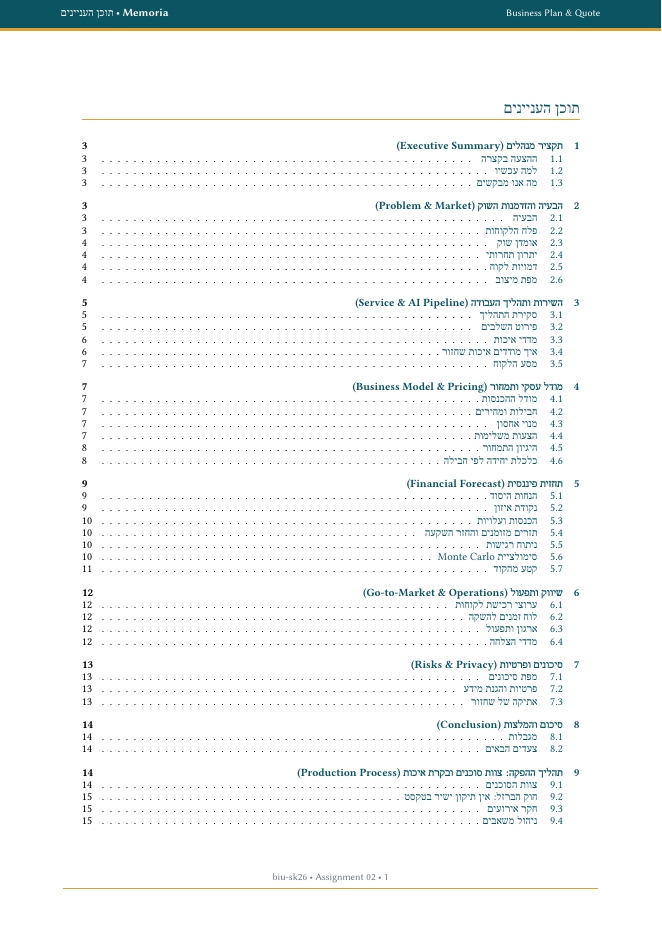 תוכן העניינים • Memoria
Business Plan & Quote
תוכן העניינים
1 תקציר מנהלים (Executive Summary) 3
1.1 ההצעה בקצרה 3
1.2 למה עכשיו 3
1.3 מה אנו מבקשים 3
2 הבעיה והזדמנות השוק (Problem & Market) 3
2.1 הבעיה 3
2.2 פלח הלקוחות 3
2.3 אומדן שוק 4
2.4 יתרון תחרותי 4
2.5 דמויות לקוח 4
2.6 מפת מיצוב 4
3 השירות ותהליך העבודה (Service & AI Pipeline) 5
3.1 סקירת התהליך 5
3.2 פירוט השלבים 5
3.3 מדדי איכות 6
3.4 איך מודדים איכות שחזור 6
3.5 מסע הלקוח 7
4 מודל עסקי ותמחור (Business Model & Pricing) 7
4.1 מודל ההכנסות 7
4.2 חבילות ומחירים 7
4.3 מנוי אחסון 7
4.4 הצעות משלימות 7
4.5 היגיון התמחור 8
4.6 כלכלת יחידה לפי חבילה 8
5 תחזית פיננסית (Financial Forecast) 9
5.1 הנחות היסוד 9
5.2 נקודת איזון 9
5.3 הכנסות ועלויות 10
5.4 תזרים מזומנים והחזר השקעה 10
5.5 ניתוח רגישות 10
5.6 סימולציית Monte Carlo 10
5.7 קטע מהקוד 11
6 שיווק ותפעול (Go-to-Market & Operations) 12
6.1 ערוצי רכישת לקוחות 12
6.2 לוח זמנים להשקה 12
6.3 ארגון ותפעול 12
6.4 מדדי הצלחה 12
7 סיכונים ופרטיות (Risks & Privacy) 13
7.1 מפת סיכונים 13
7.2 פרטיות והגנת מידע 13
7.3 אתיקה של שחזור 13
8 סיכום והמלצות (Conclusion) 14
8.1 מגבלות 14
8.2 צעדים הבאים 14
9 תהליך ההפקה: צוות סוכנים ובקרת איכות (Production Process) 14
9.1 צוות הסוכנים 14
9.2 חוק הברזל: אין תיקון ישיר בטקסט 15
9.3 חקר אירועים 15
9.4 ניהול משאבים 15
biu-sk26 • Assignment 02 • 1